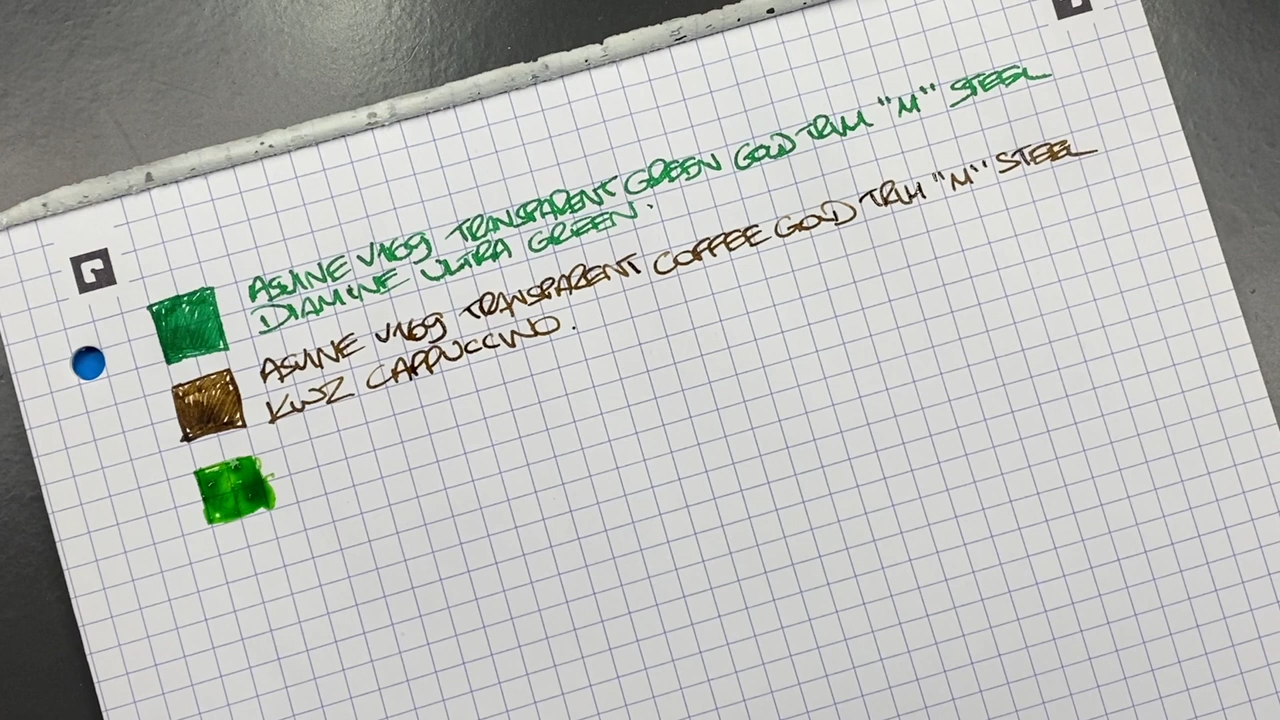 ASVINE V169 TRANSPARENT GREEN GOLD TRIM "M" STEEL
DIAMINE ULTRA GREEN.
ASVINE V169 TRANSPARENT COFFEE GOLD TRIM "M" STEEL
KWZ CAPPUCCINO.